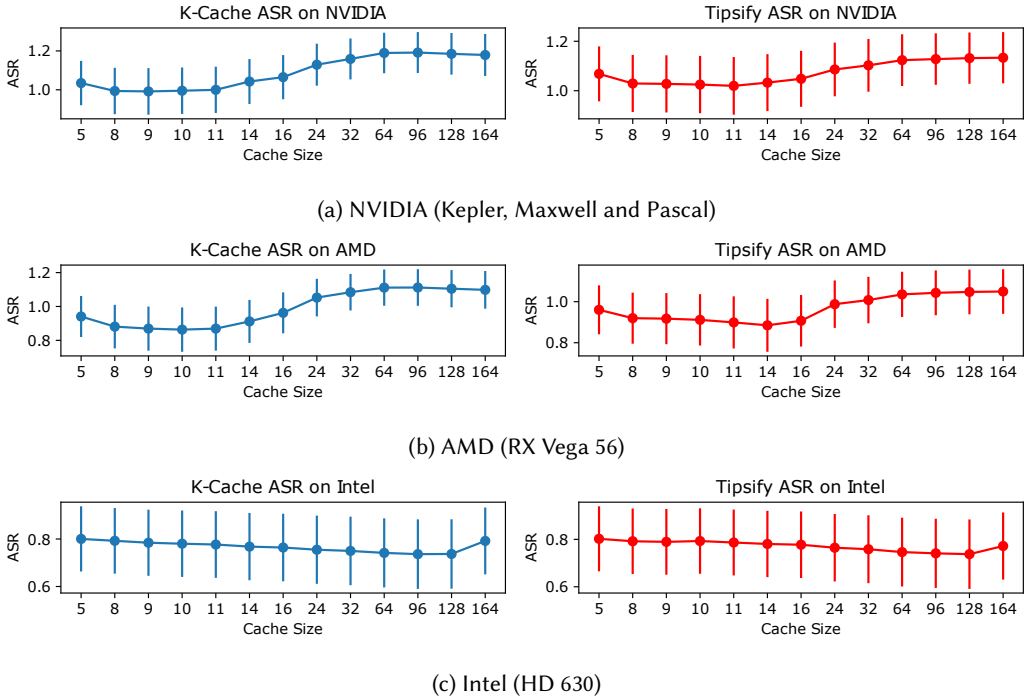 K-Cache ASR on NVIDIA
ASR
1.2
1.0
5 8 9 10 11 14 16 24 32 64 96 128 164
Cache Size
Tipsify ASR on NVIDIA
ASR
1.2
1.0
5 8 9 10 11 14 16 24 32 64 96 128 164
Cache Size
(a) NVIDIA (Kepler, Maxwell and Pascal)
K-Cache ASR on AMD
ASR
1.2
1.0
0.8
5 8 9 10 11 14 16 24 32 64 96 128 164
Cache Size
Tipsify ASR on AMD
ASR
1.0
0.8
5 8 9 10 11 14 16 24 32 64 96 128 164
Cache Size
(b) AMD (RX Vega 56)
K-Cache ASR on Intel
ASR
0.8
0.6
5 8 9 10 11 14 16 24 32 64 96 128 164
Cache Size
Tipsify ASR on Intel
ASR
0.8
0.6
5 8 9 10 11 14 16 24 32 64 96 128 164
Cache Size
(c) Intel (HD 630)